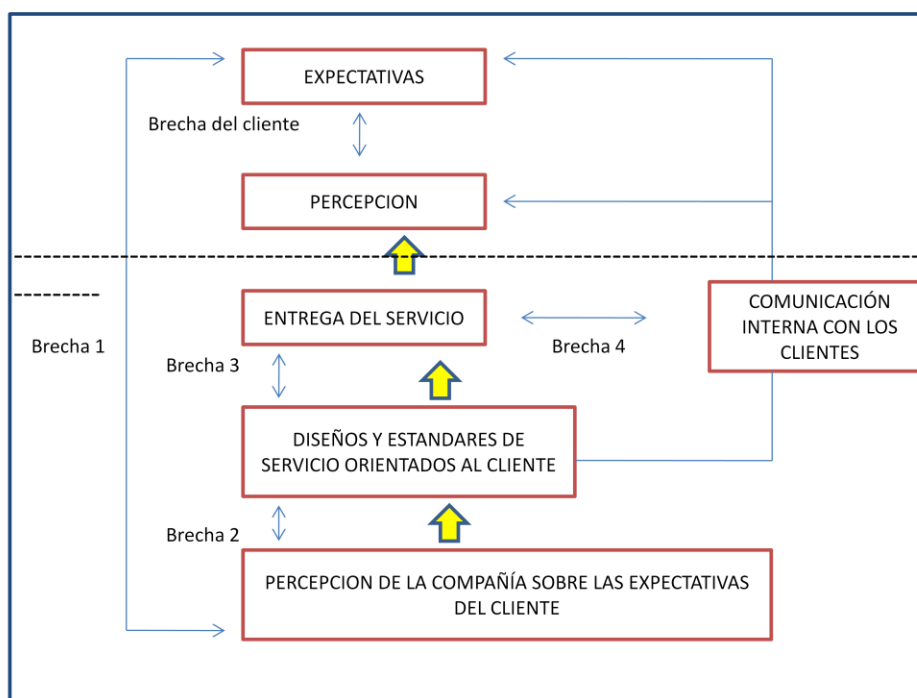 EXPECTATIVAS
Brecha del cliente
PERCEPCION
ENTREGA DEL SERVICIO
COMUNICACIÓN
INTERNA CON LOS
CLIENTES
Brecha 1
Brecha 3
Brecha 4
DISEÑOS Y ESTANDARES DE
SERVICIO ORIENTADOS AL CLIENTE
Brecha 2
PERCEPCION DE LA COMPAÑÍA SOBRE LAS EXPECTATIVAS
DEL CLIENTE